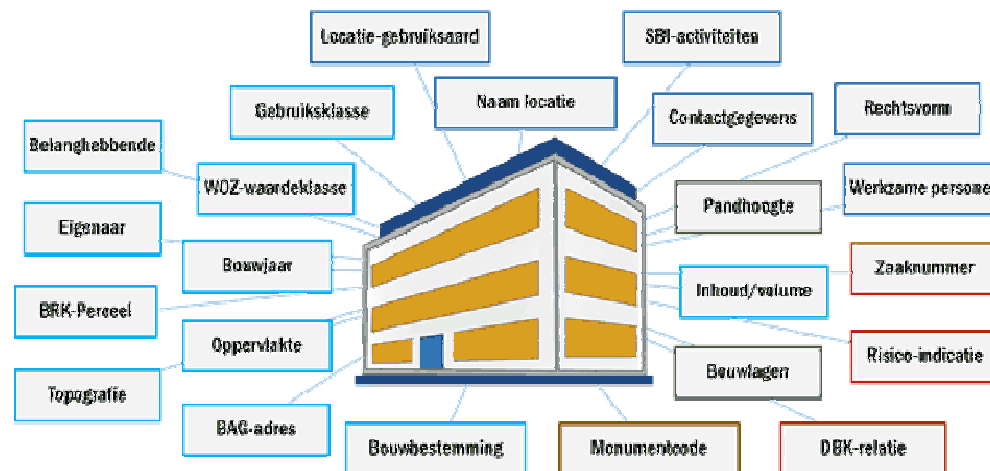 Locatie-gebruiksaard
SBI-activiteiten
Naam locatie
Gebruiksklasse
Contactgegevens
Rechtsvorm
Belanghebbende
WOZ-waardeklasse
Werkzame persone
Pandhoogte
Eigenaar
Bouwjaar
Zaaknummer
Inhoud/volume
BRK-Perceel
Oppervlakte
Risico-indicatie
Bouwlagen
Topografie
BAG-adres
Bouwbestemming
Monumentcode
DBK-relatie